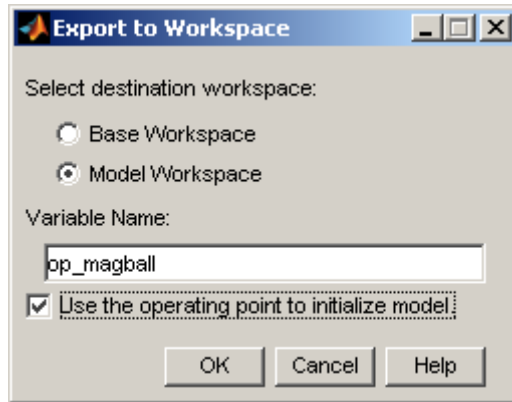 Export to Workspace
Select destination workspace:
Base Workspace
Model Workspace
Variable Name:
op_magball
Use the operating point to initialize model.
OK Cancel Help